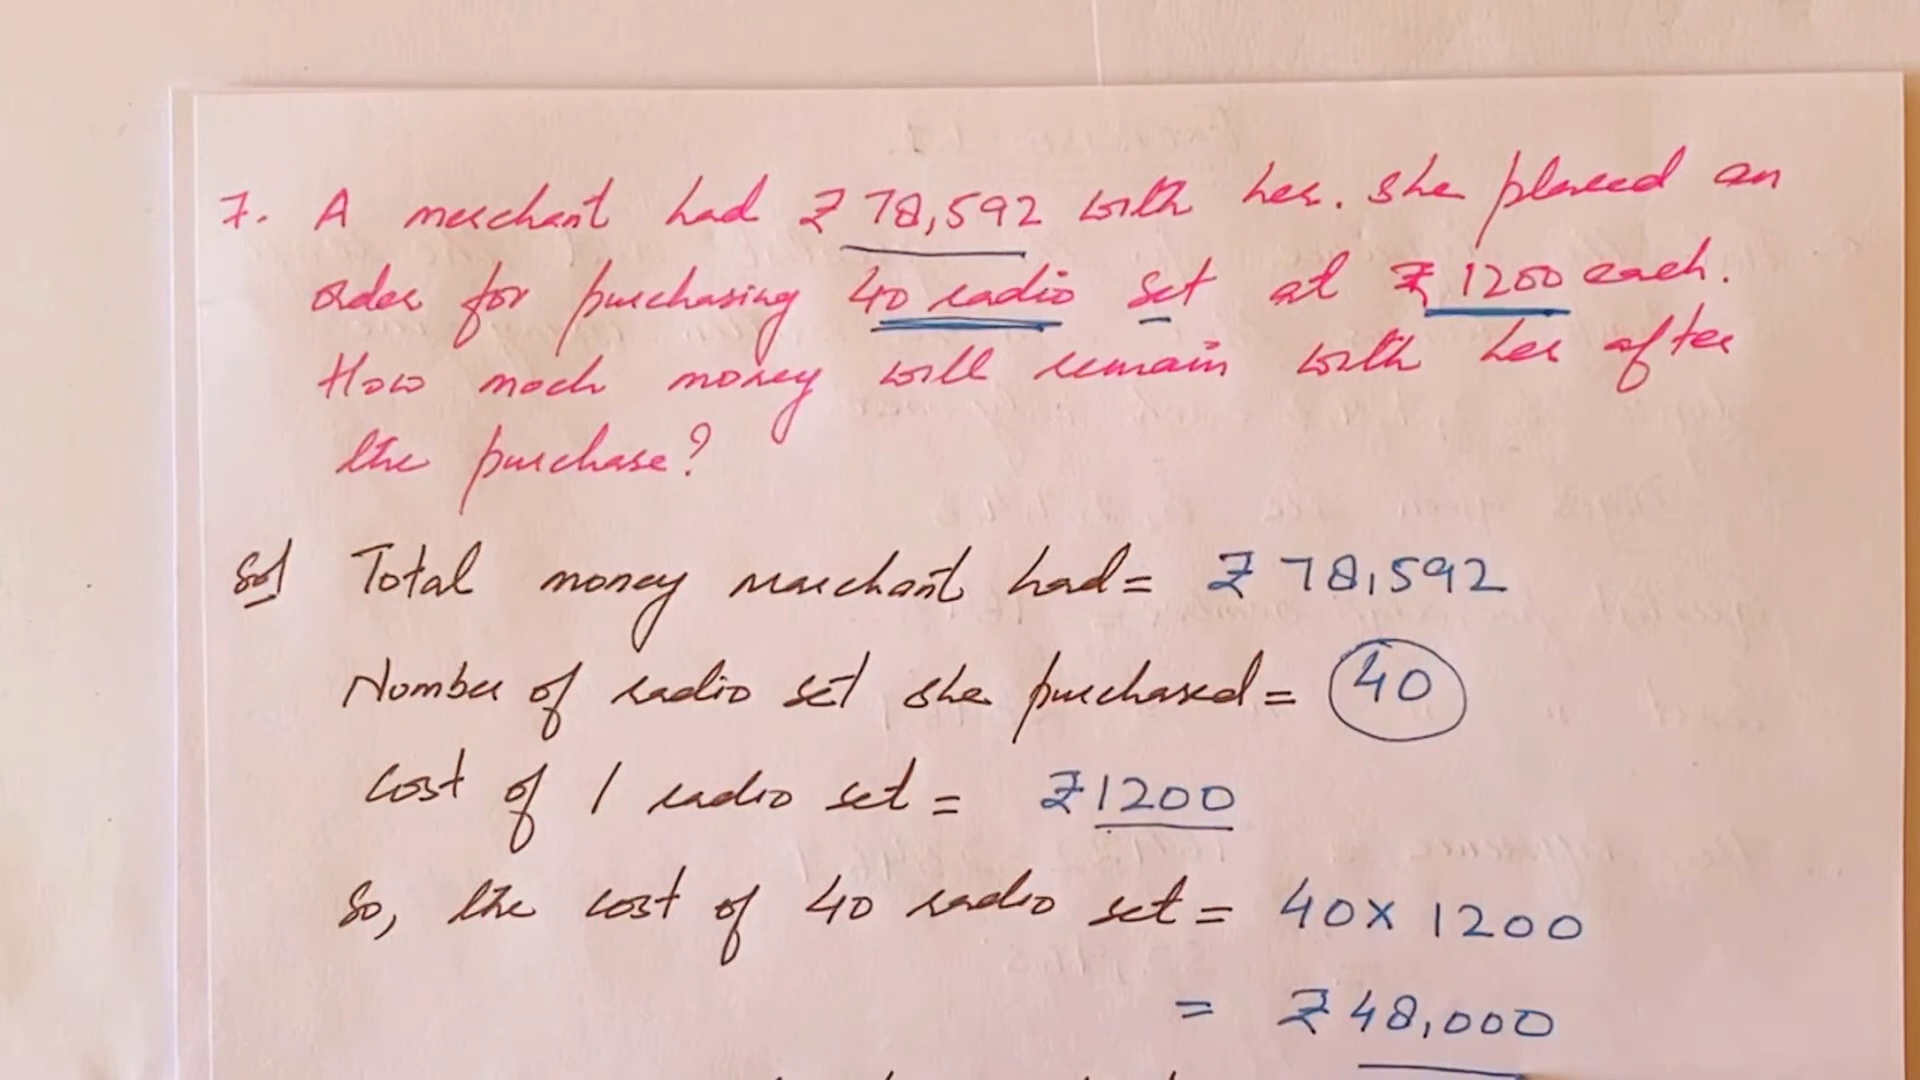 7. A merchant had ₹ 78,592 with her. she placed an
order for purchasing 40 radio set at ₹ 1200 each.
How much money will remain with her after
the purchase?
Sol Total money merchant had = ₹ 78,592
Number of radio set she purchased = 40
Cost of 1 radio set = ₹1200
So, the cost of 40 radio set = 40 × 1200
= ₹ 48,000